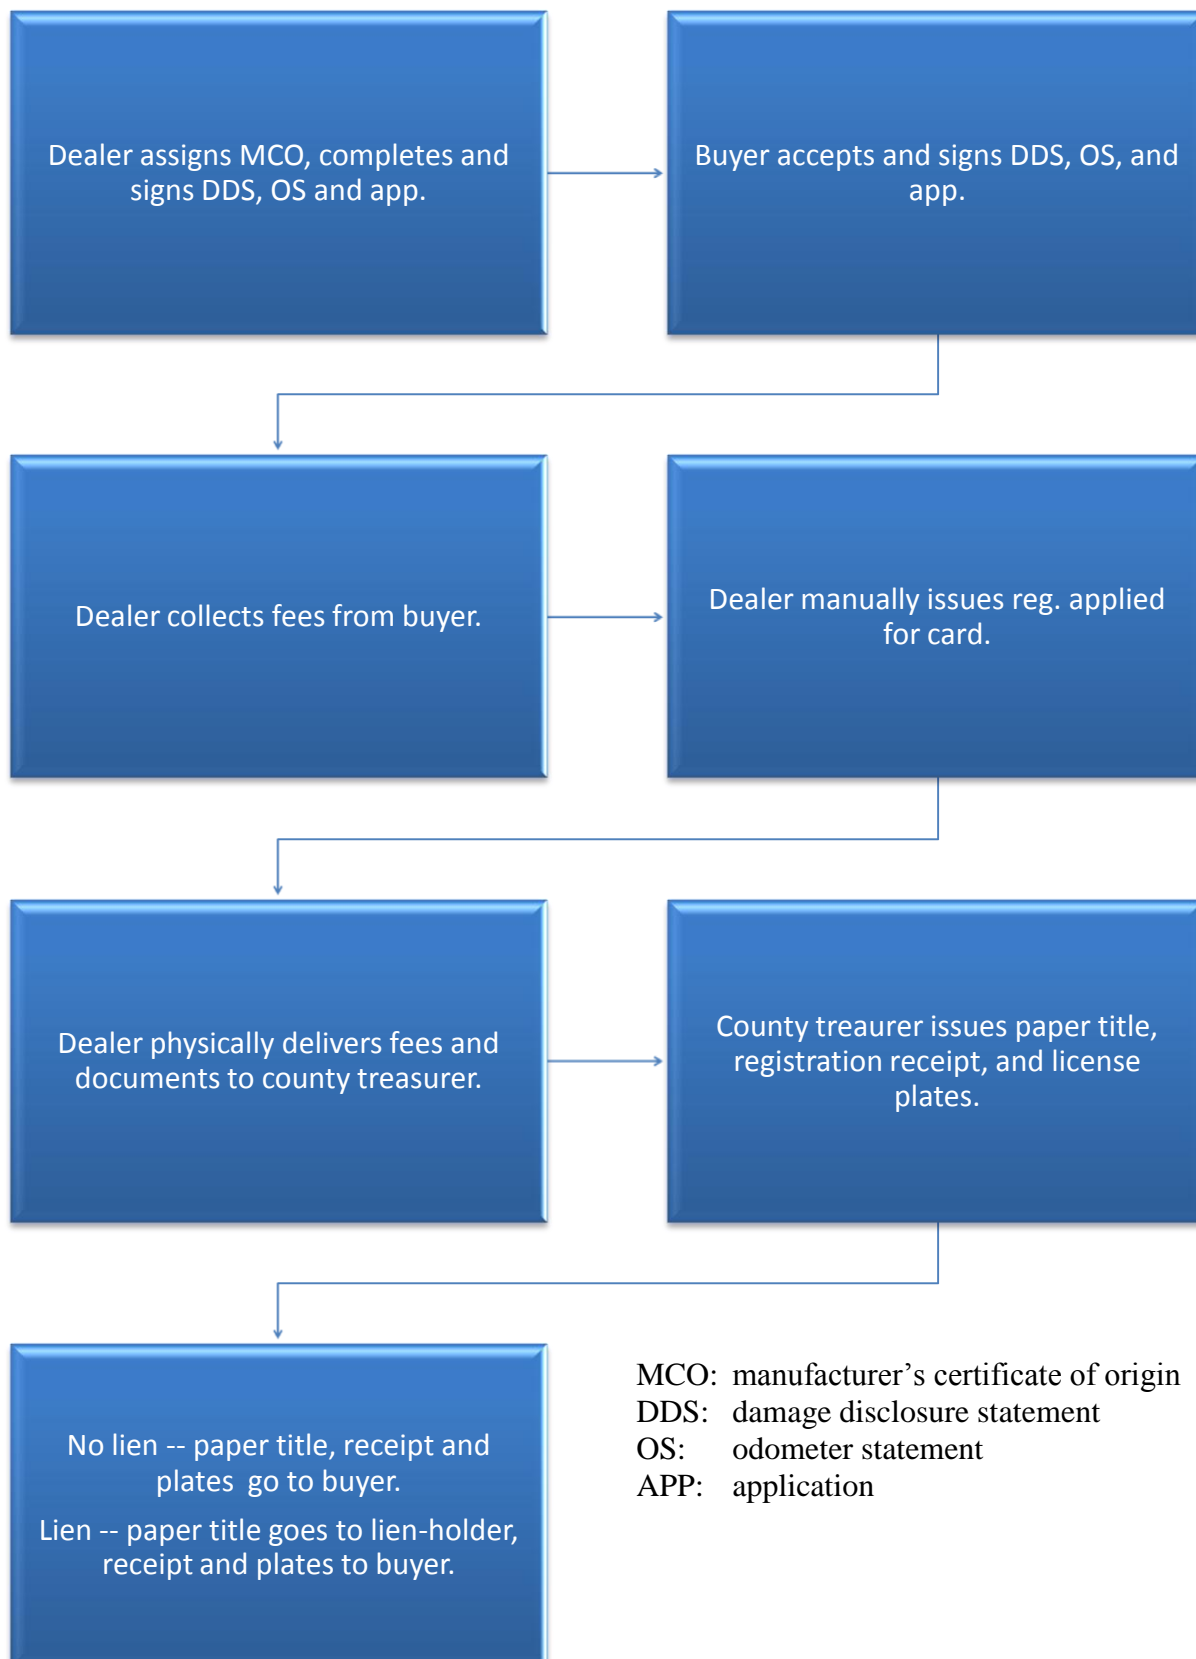 Dealer assigns MCO, completes and
signs DDS, OS and app.
Buyer accepts and signs DDS, OS, and
app.
Dealer collects fees from buyer.
Dealer manually issues reg. applied
for card.
Dealer physically delivers fees and
documents to county treasurer.
County treaurer issues paper title,
registration receipt, and license
plates.
No lien -- paper title, receipt and
plates  go to buyer.
Lien -- paper title goes to lien-holder,
receipt and plates to buyer.
MCO: manufacturer’s certificate of origin
DDS: damage disclosure statement
OS: odometer statement
APP: application